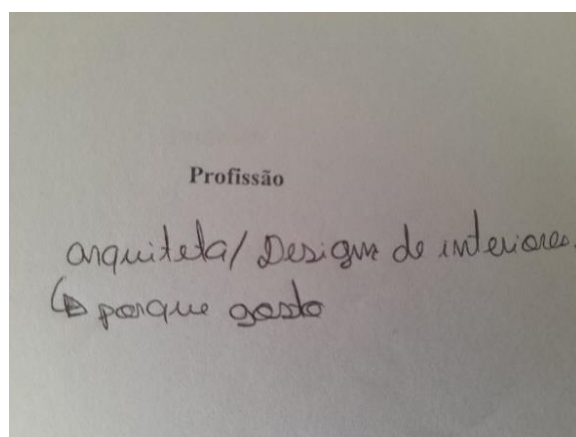 Profissão
arquiteta/ Design de interiores.
↳ porque gosto